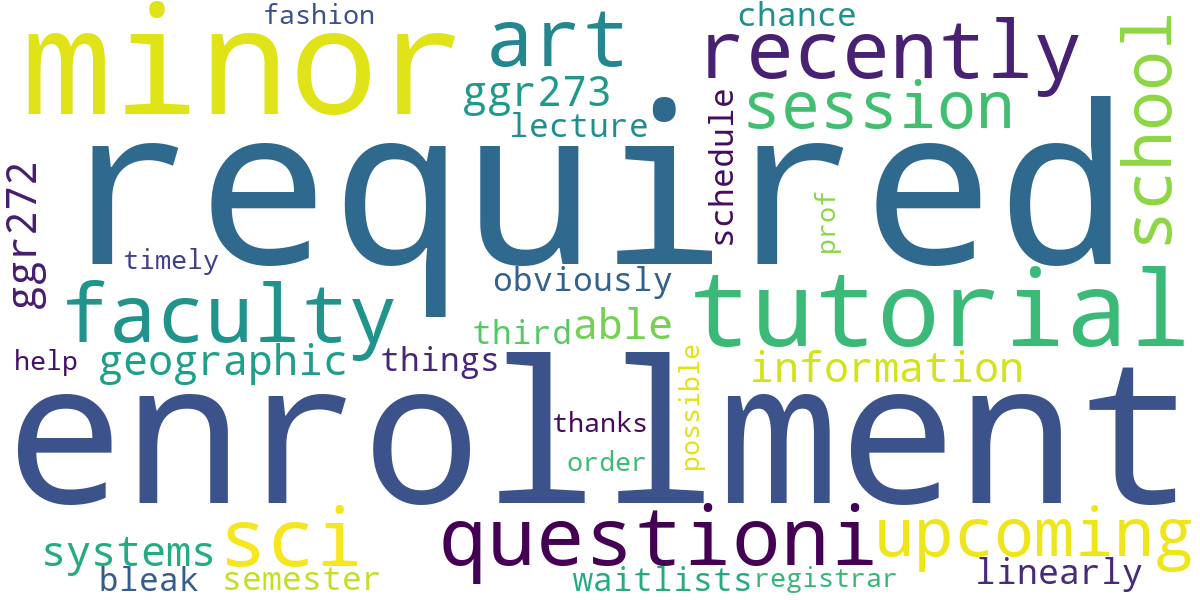 fashion
chance
minor
art
recently
school
ggr273
session
lecture
schedule
required
ggr272
prof
timely
obviously
faculty
tutorial
third
able
help
geographic
things
information
possible
enrollment
thanks
order
sci
questioni
upcoming
systems
bleak
semester
waitlists
registrar
linearly